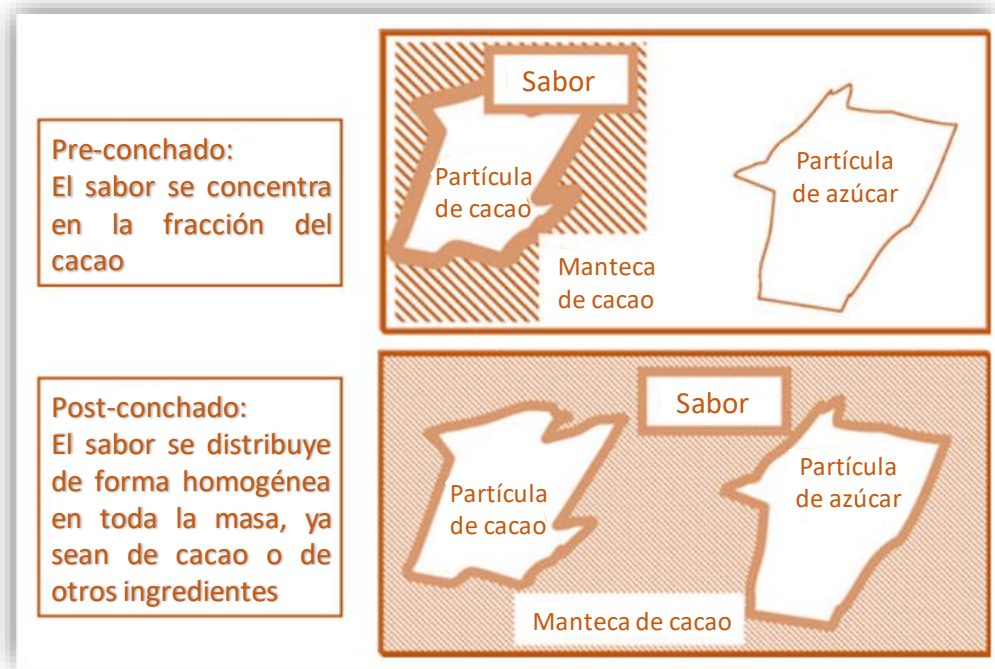 Pre-conchado:
El sabor se concentra
en la fracción del
cacao
Sabor
Partícula
de cacao
Manteca
de cacao
Partícula
de azúcar
Post-conchado:
El sabor se distribuye
de forma homogénea
en toda la masa, ya
sean de cacao o de
otros ingredientes
Sabor
Partícula
de cacao
Partícula
de azúcar
Manteca de cacao